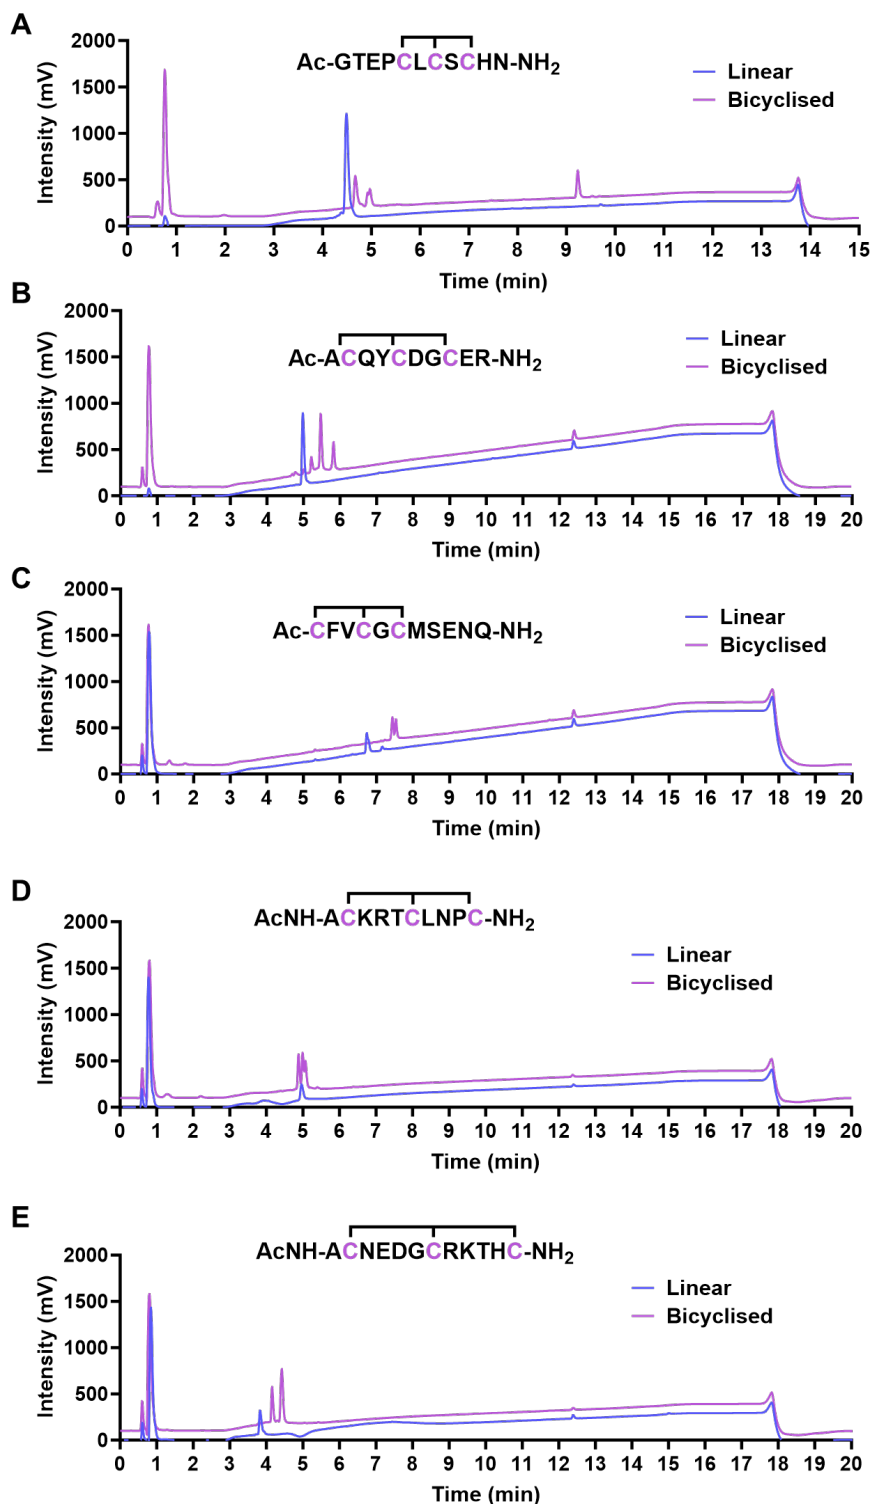 A
Ac-GTEPCLCSCHN-NH2
Linear
Bicyclised
Intensity (mV)
2000
1500
1000
500
0
0 1 2 3 4 5 6 7 8 9 10 11 12 13 14 15
Time (min)
B
Ac-ACQYCDGCER-NH2
Linear
Bicyclised
Intensity (mV)
2000
1500
1000
500
0
0 1 2 3 4 5 6 7 8 9 10 11 12 13 14 15 16 17 18 19 20
Time (min)
C
Ac-CFVCGCMSENQ-NH2
Linear
Bicyclised
Intensity (mV)
2000
1500
1000
500
0
0 1 2 3 4 5 6 7 8 9 10 11 12 13 14 15 16 17 18 19 20
Time (min)
D
AcNH-ACKRTCLNPC-NH2
Linear
Bicyclised
Intensity (mV)
2000
1500
1000
500
0
0 1 2 3 4 5 6 7 8 9 10 11 12 13 14 15 16 17 18 19 20
Time (min)
E
AcNH-ACNEDGCRKTHC-NH2
Linear
Bicyclised
Intensity (mV)
2000
1500
1000
500
0
0 1 2 3 4 5 6 7 8 9 10 11 12 13 14 15 16 17 18 19 20
Time (min)